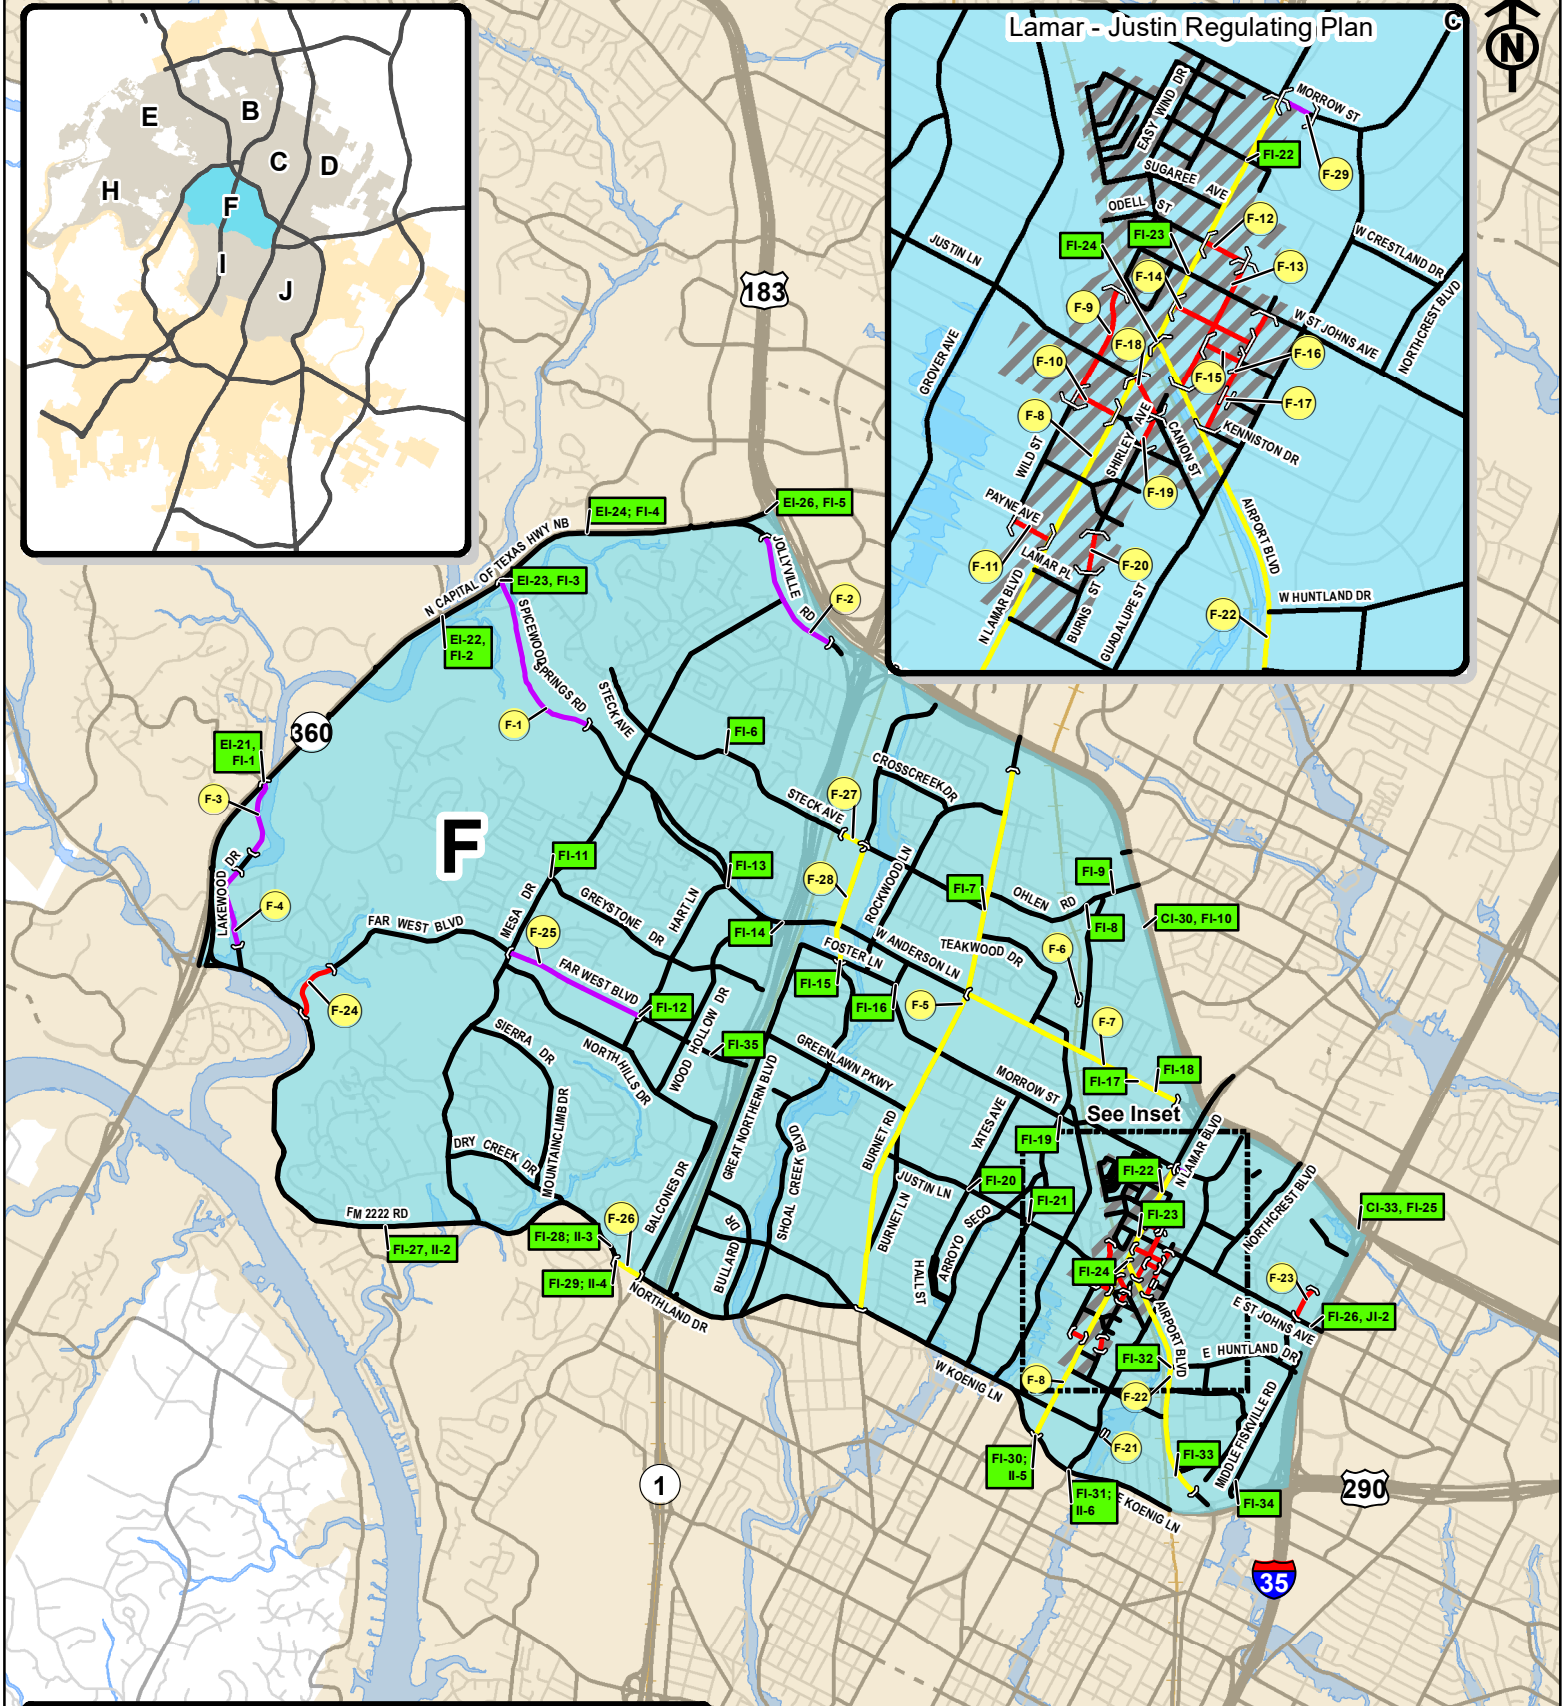 E
B
C
D
H
F
I
J
Lamar - Justin Regulating Plan
C
N
MORROW ST
EASY WIND DR
FI-22
F-29
SUGAREE AVE
ODELL ST
F-12
FI-23
FI-24
W CRESTLAND DR
JUSTIN LN
F-14
F-13
NORTHCREST BLVD
F-9
W ST JOHNS AVE
F-18
GROVER AVE
F-10
F-16
F-15
F-17
F-8
SHIRLEY AVE
CANION ST
KENNISTON DR
WILD ST
F-19
PAYNE AVE
AIRPORT BLVD
LAMAR PL
F-11
F-20
N LAMAR BLVD
BURNS ST
GUADALUPE ST
W HUNTLAND DR
F-22
183
EI-24; FI-4
EI-26, FI-5
N CAPITAL OF TEXAS HWY NB
JOLLYVILLE RD
EI-23, FI-3
F-2
SPICEWOOD SPRINGS RD
EI-22,
FI-2
STECK AVE
F-1
360
FI-6
EI-21,
FI-1
CROSSCREEK DR
F-3
STECK AVE
F-27
F
FI-11
FI-13
ROCKWOOD LN
F-28
FI-9
LAKEWOOD DR
MESA DR
GREYSTONE DR
HART LN
FI-7
OHLEN RD
F-4
FAR WEST BLVD
F-25
FI-14
FI-8
CI-30, FI-10
W ANDERSON LN
FOSTER LN
TEAKWOOD DR
F-6
FAR WEST BLVD
FI-15
F-24
FI-12
FI-16
F-5
WOOD HOLLOW DR
F-7
SIERRA DR
NORTH HILLS DR
FI-35
GREENLAWN PKWY
FI-17
FI-18
MORROW ST
See Inset
GREAT NORTHERN BLVD
MOUNTAINCLIMB DR
DRY CREEK DR
SHOAL CREEK BLVD
BURNET RD
YATES AVE
FI-19
N LAMAR BLVD
FI-22
JUSTIN LN
FI-20
FI-21
BALCONES DR
FI-23
NORTHCREST BLVD
CI-33, FI-25
FM 2222 RD
F-26
BURNET LN
ARROYO SECO
FI-27, II-2
FI-28; II-3
BULLARD DR
HALL ST
FI-24
F-23
FI-29; II-4
NORTHLAND DR
AIRPORT BLVD
E ST JOHNS AVE
FI-26, JI-2
FI-32
E HUNTLAND DR
W KOENIG LN
F-8
F-22
MIDDLE FISKVILLE RD
F-21
FI-33
FI-30;
II-5
1
290
FI-31;
II-6
E KOENIG LN
FI-34
35